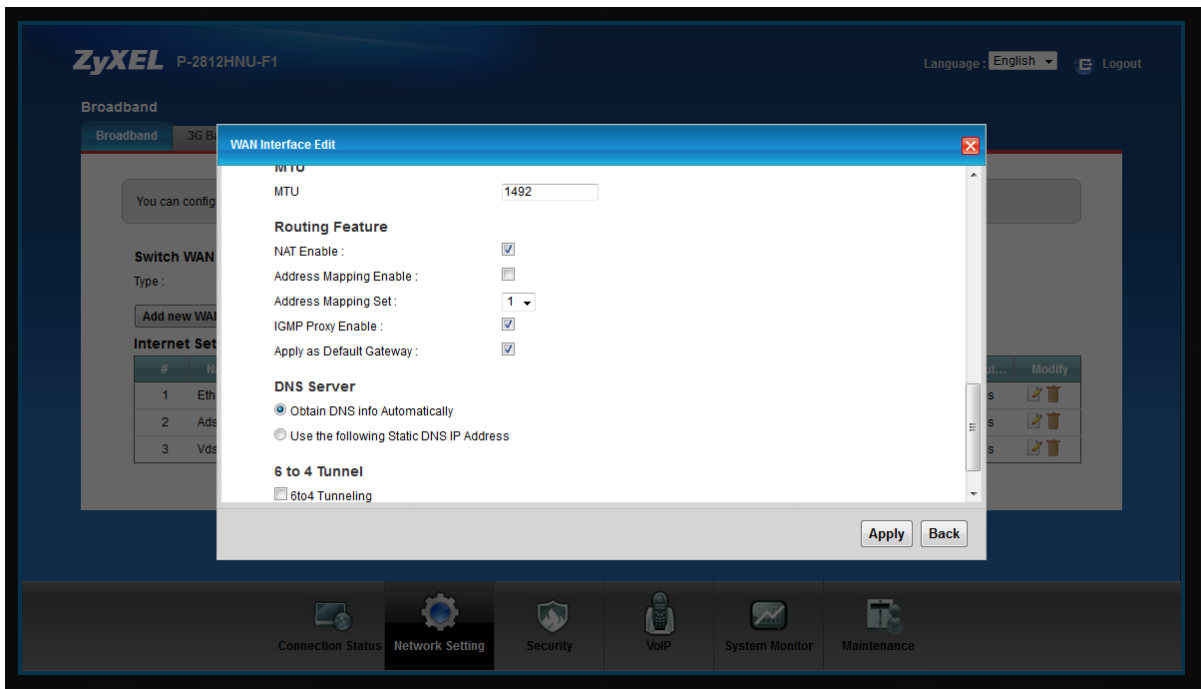 ZyXEL P-2812HNU-F1
Language : English
Logout
Broadband
Broadband
3G B
WAN Interface Edit
MTU
MTU 1492
Routing Feature
NAT Enable :
Address Mapping Enable :
Address Mapping Set : 1
IGMP Proxy Enable :
Apply as Default Gateway :
DNS Server
Obtain DNS info Automatically
Use the following Static DNS IP Address
6 to 4 Tunnel
6to4 Tunneling
Apply Back
You can config
Switch WAN
Type :
Add new WA
Internet Set
# N Modify
1 Eth s
2 Ads s
3 Vds s
Connection Status Network Setting Security VoIP System Monitor Maintenance